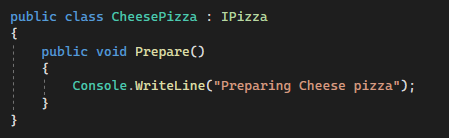 public class CheesePizza : IPizza
{
    public void Prepare()
    {
        Console.WriteLine("Preparing Cheese pizza");
    }
}